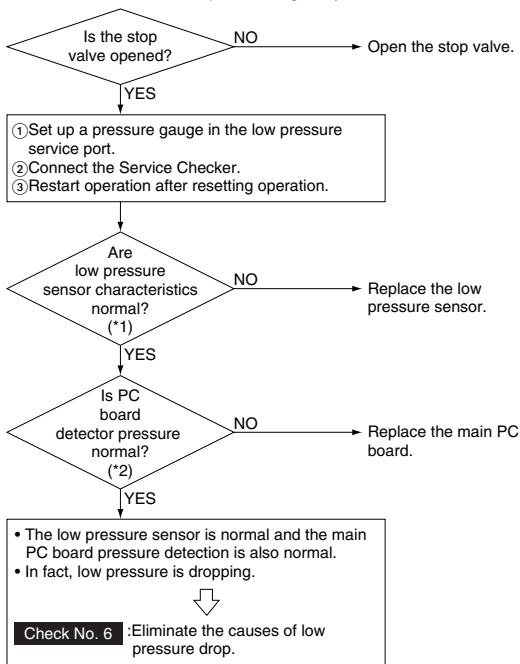 Is the stop
valve opened?
NO
Open the stop valve.
YES
①Set up a pressure gauge in the low pressure
service port.
②Connect the Service Checker.
③Restart operation after resetting operation.
Are
low pressure
sensor characteristics
normal?
(*1)
NO
Replace the low
pressure sensor.
YES
Is PC
board
detector pressure
normal?
(*2)
NO
Replace the main PC
board.
YES
• The low pressure sensor is normal and the main
PC board pressure detection is also normal.
• In fact, low pressure is dropping.
Check No. 6 :Eliminate the causes of low
pressure drop.